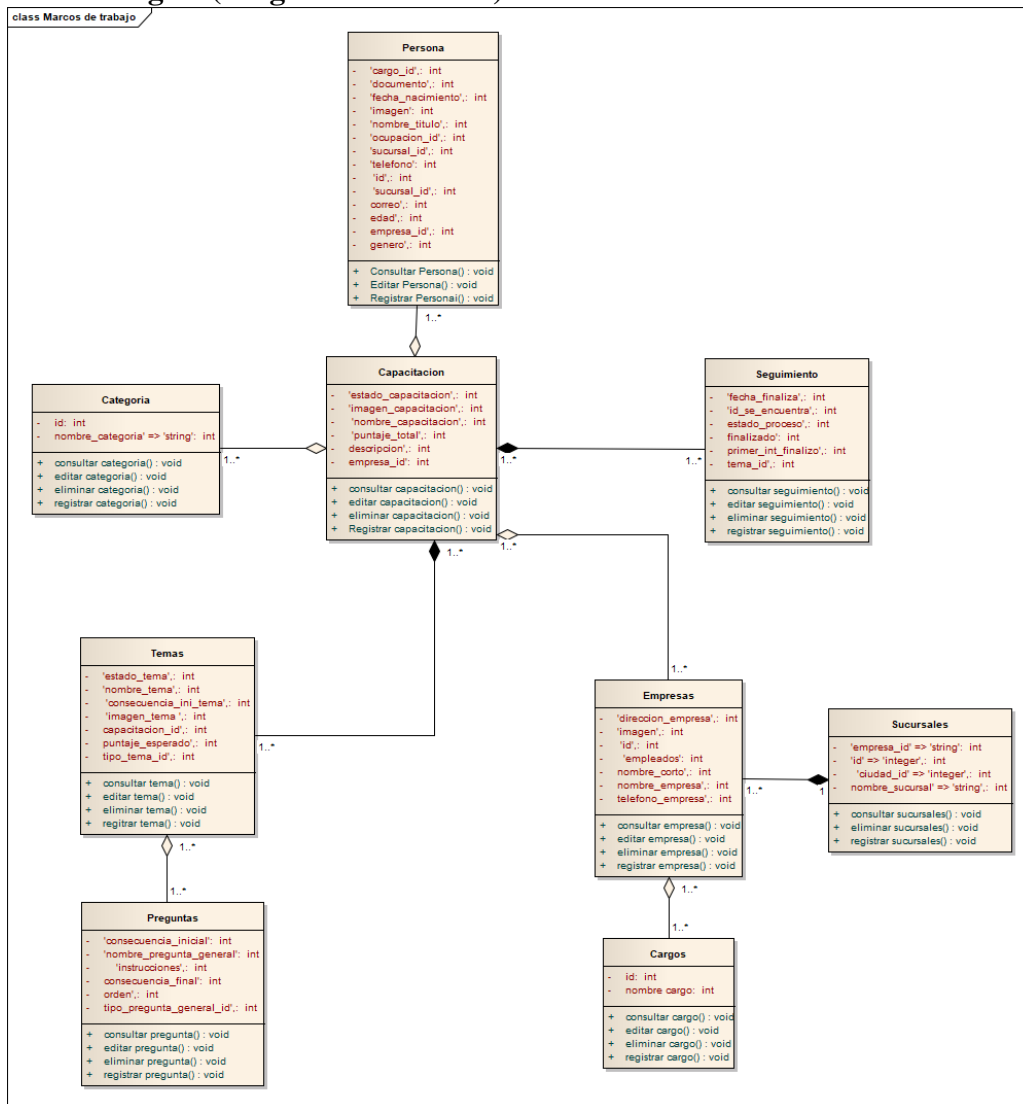 class Marcos de trabajo
Persona
- 'cargo_id',: int
- 'documento',: int
- 'fecha_nacimiento',: int
- 'imagen': int
- 'nombre_titulo',: int
- 'ocupacion_id',: int
- 'sucursal_id',: int
- 'telefono': int
- 'id',: int
- 'sucursal_id',: int
- correo',: int
- edad',: int
- empresa_id',: int
- genero',: int
+ Consultar Persona() : void
+ Editar Persona() : void
+ Registrar Personai() : void
1..*
Capacitacion
- 'estado_capacitacion',: int
- 'imagen_capacitacion',: int
- 'nombre_capacitacion',: int
- 'puntaje_total',: int
- descripcion',: int
- empresa_id': int
+ consultar capacitacion() : void
+ editar capacitacion() : void
+ eliminar capacitacion() : void
+ Registrar capacitacion() : void
Categoria
- id: int
- nombre_categoria' => 'string': int
+ consultar categoria() : void
+ editar categoria() : void
+ eliminar categoria() : void
+ registrar categoria() : void
1..*
Seguimiento
- 'fecha_finaliza',: int
- 'id_se_encuentra',: int
- estado_proceso',: int
- finalizado': int
- primer_int_finalizo',: int
- tema_id',: int
+ consultar seguimiento() : void
+ editar seguimiento() : void
+ eliminar seguimiento() : void
+ registrar seguimiento() : void
1..*
1..*
1..*
1..*
Temas
- 'estado_tema',: int
- 'nombre_tema',: int
- 'consecuencia_ini_tema',: int
- 'imagen_tema ',: int
- capacitacion_id',: int
- puntaje_esperado',: int
- tipo_tema_id',: int
+ consultar tema() : void
+ editar tema() : void
+ eliminar tema() : void
+ regitrar tema() : void
1..*
1..*
1..*
Preguntas
- 'consecuencia_inicial': int
- 'nombre_pregunta_general': int
- 'instrucciones',: int
- consecuencia_final': int
- orden',: int
- tipo_pregunta_general_id',: int
+ consultar pregunta() : void
+ editar pregunta() : void
+ eliminar pregunta() : void
+ registrar pregunta() : void
1..*
Empresas
- 'direccion_empresa',: int
- 'imagen',: int
- 'id',: int
- 'empleados': int
- nombre_corto',: int
- nombre_empresa',: int
- telefono_empresa',: int
+ consultar empresa() : void
+ editar empresa() : void
+ eliminar empresa() : void
+ registrar empresa() : void
1..*
1
Sucursales
- 'empresa_id' => 'string': int
- 'id' => 'integer',: int
- 'ciudad_id' => 'integer',: int
- nombre_sucursal' => 'string',: int
+ consultar sucursales() : void
+ eliminar sucursales() : void
+ registrar sucursales() : void
1..*
1..*
Cargos
- id: int
- nombre cargo: int
+ consultar cargo() : void
+ editar cargo() : void
+ eliminar cargo() : void
+ registrar cargo() : void